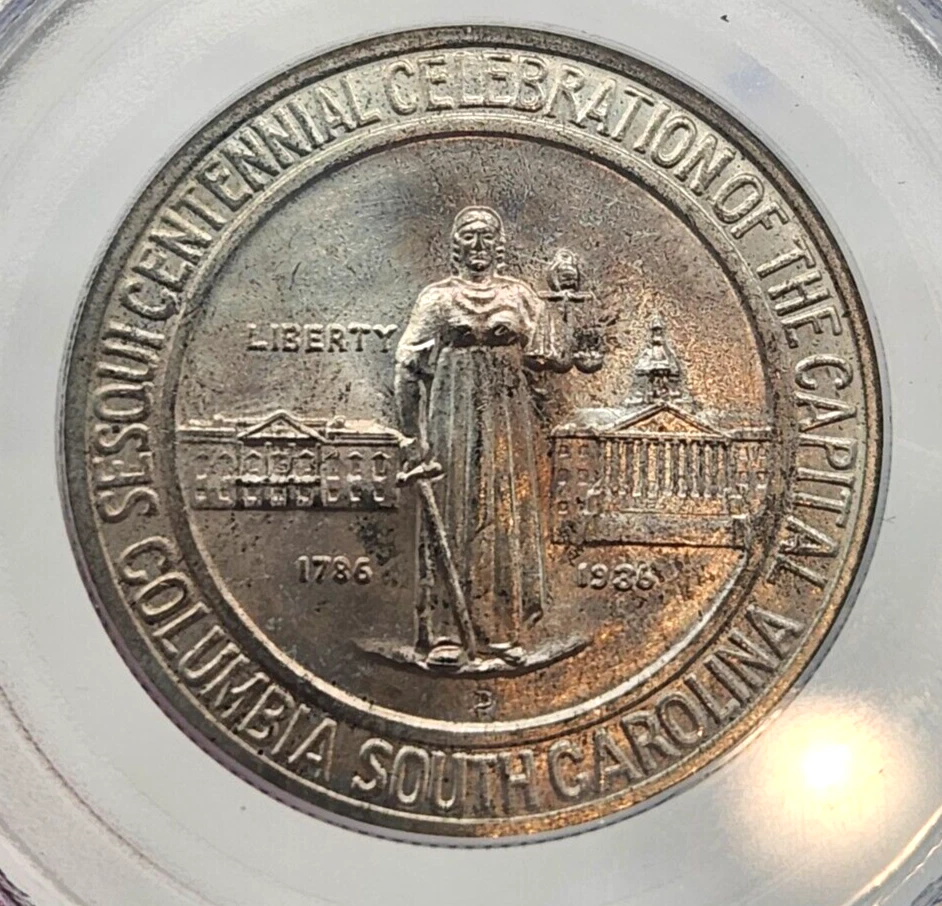 SESQUICENTENNIAL CELEBRATION OF THE CAPITAL
LIBERTY
1786
1936
D
COLUMBIA SOUTH CAROLINA